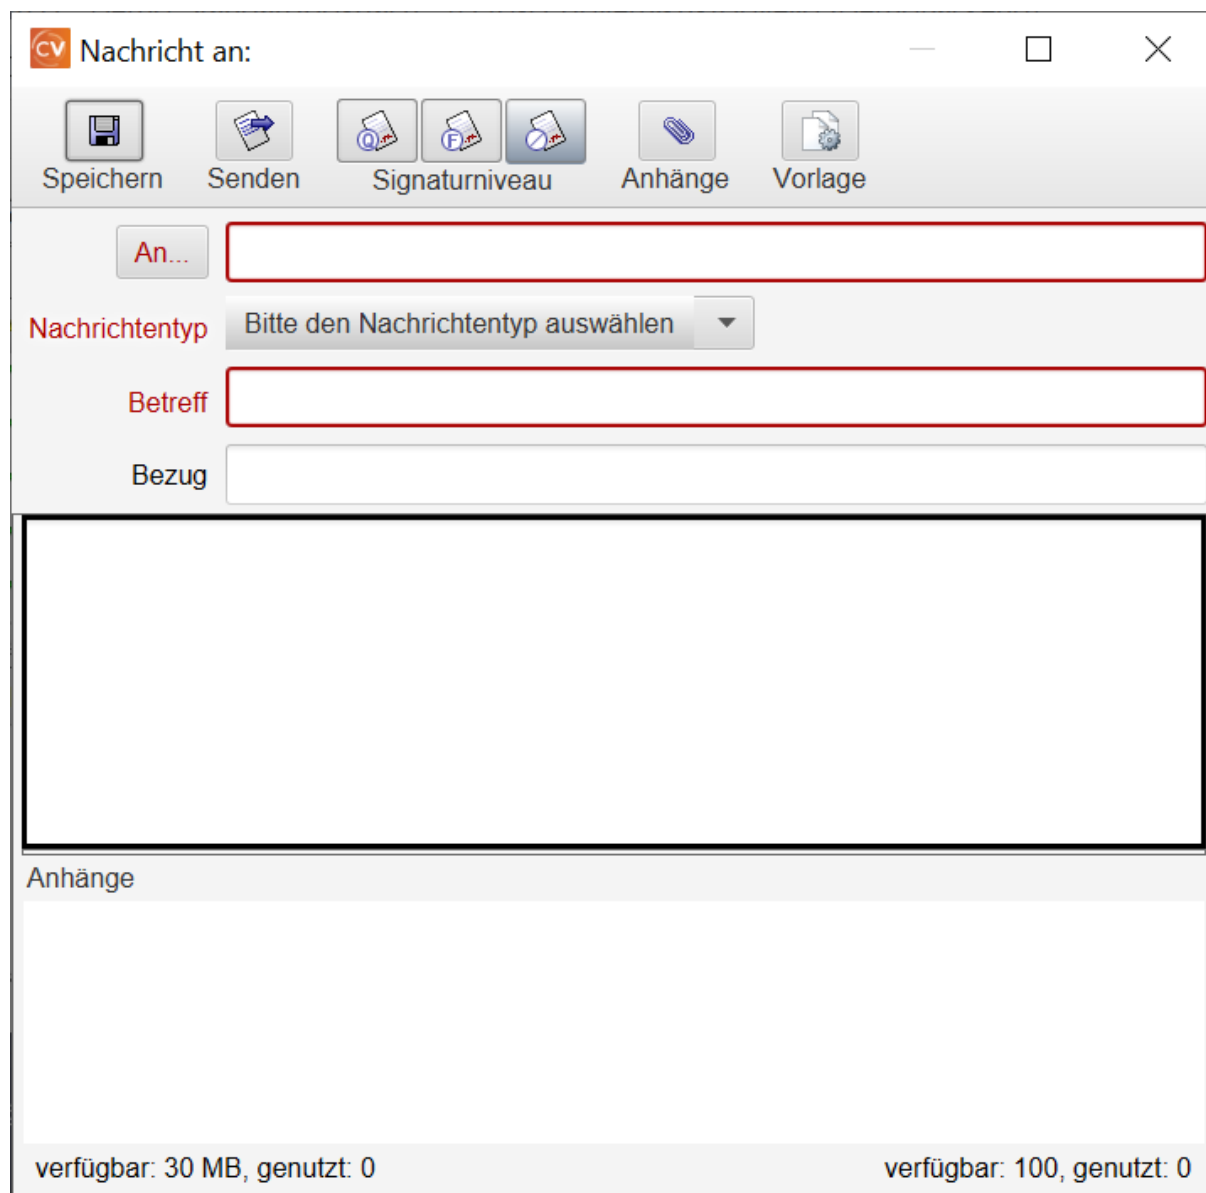 CV Nachricht an:
Q F
Speichern Senden Signaturniveau Anhänge Vorlage
An...
Nachrichtentyp Bitte den Nachrichtentyp auswählen
Betreff
Bezug
Anhänge
verfügbar: 30 MB, genutzt: 0 verfügbar: 100, genutzt: 0